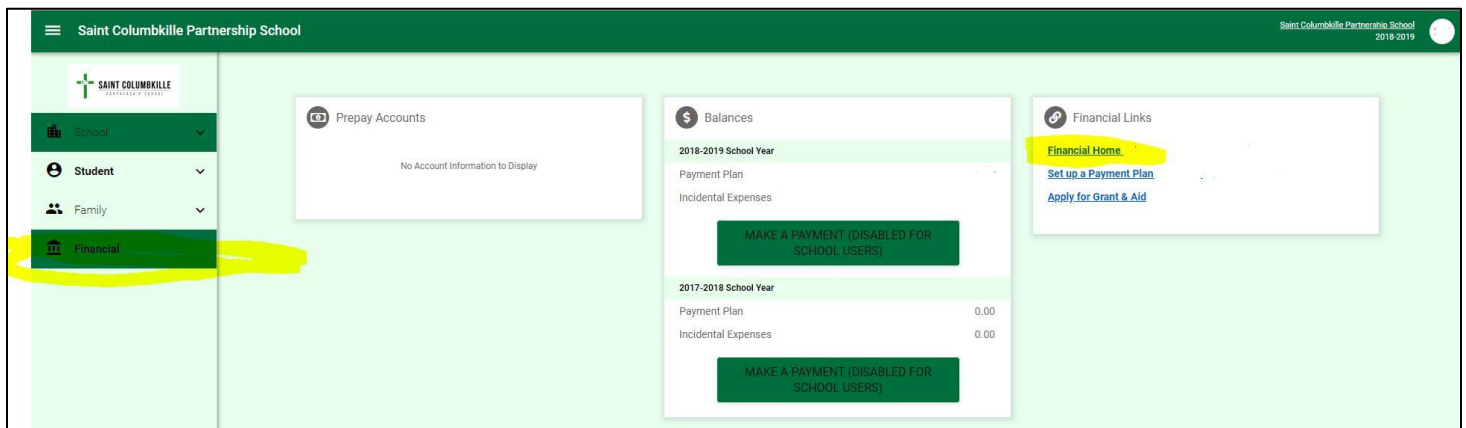 Saint Columbkille Partnership School
Saint Columbkille Partnership School
2018-2019
SAINT COLUMBKILLE
PARTNERSHIP SCHOOL
School
Student
Family
Financial
Prepay Accounts
No Account Information to Display
Balances
2018-2019 School Year
Payment Plan
Incidental Expenses
MAKE A PAYMENT (DISABLED FOR
SCHOOL USERS)
2017-2018 School Year
Payment Plan 0.00
Incidental Expenses 0.00
MAKE A PAYMENT (DISABLED FOR
SCHOOL USERS)
Financial Links
Financial Home
Set up a Payment Plan
Apply for Grant & Aid